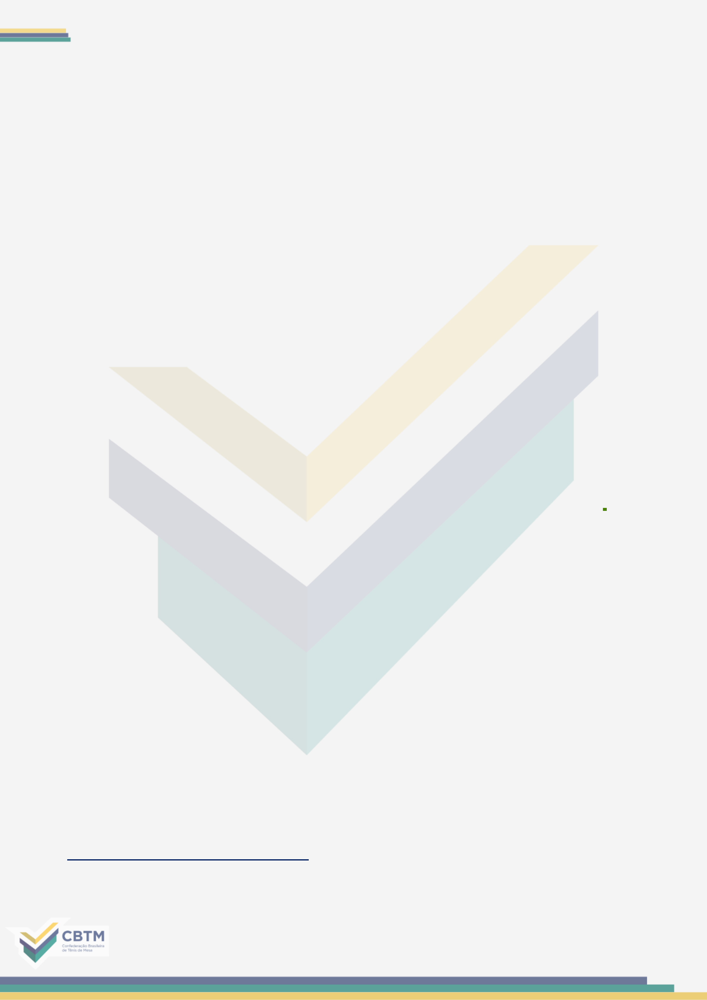 CBTM
Confederação Brasileira
de Tênis de Mesa